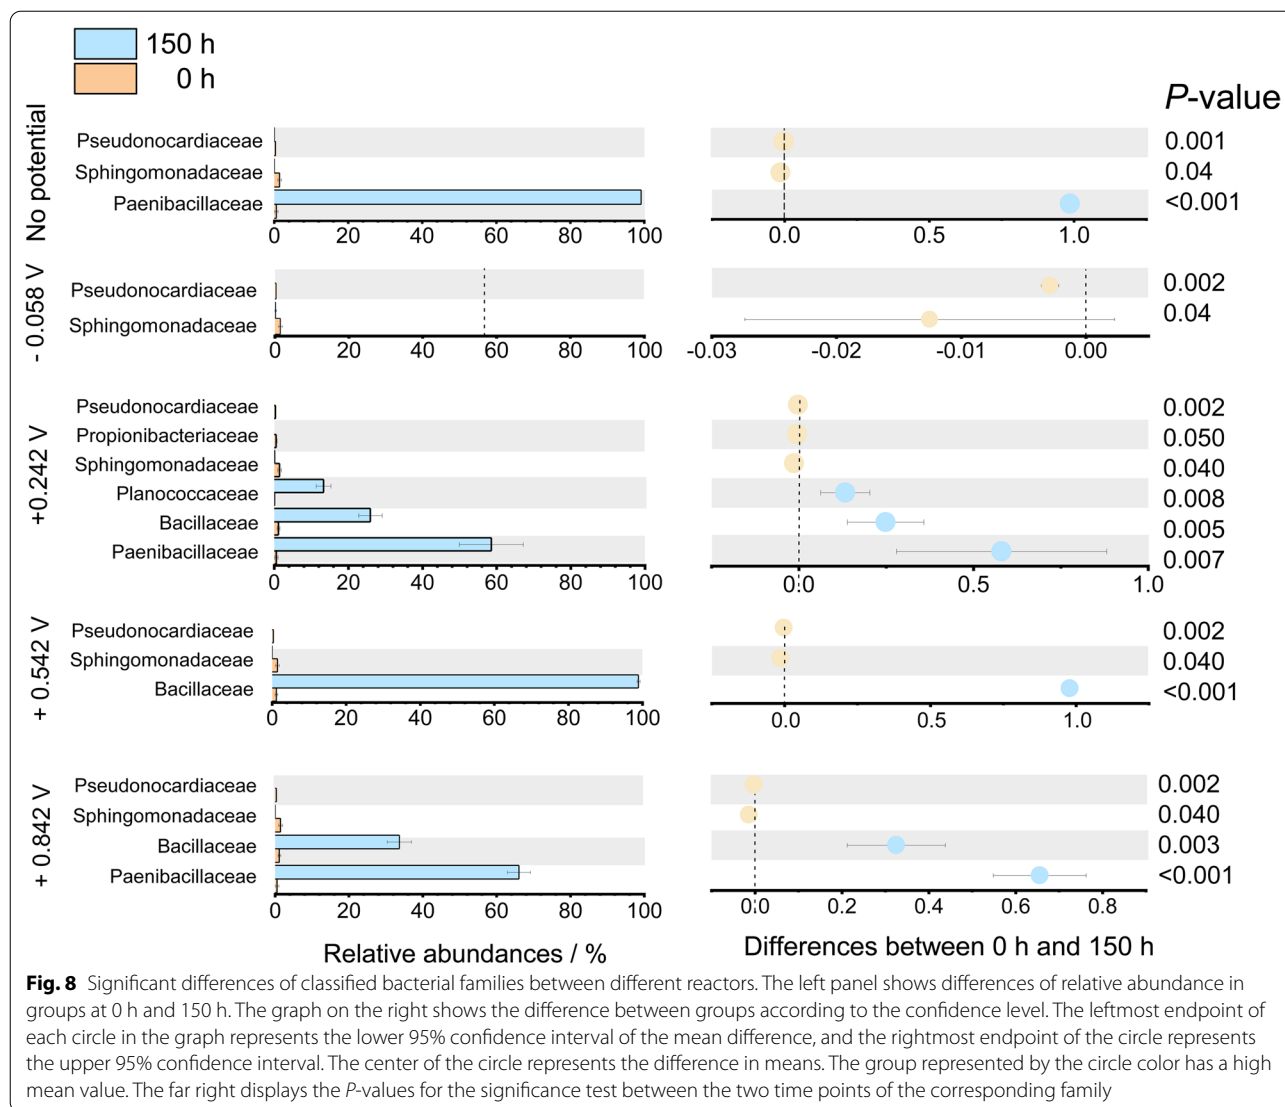 150 h
0 h
P-value
No potential
Pseudonocardiaceae
0.001
Sphingomonadaceae
0.04
Paenibacillaceae
<0.001
0 20 40 60 80 100
0.0 0.5 1.0
- 0.058 V
Pseudonocardiaceae
0.002
Sphingomonadaceae
0.04
0 20 40 60 80 100
-0.03 -0.02 -0.01 0.00
+0.242 V
Pseudonocardiaceae
0.002
Propionibacteriaceae
0.050
Sphingomonadaceae
0.040
Planococcaceae
0.008
Bacillaceae
0.005
Paenibacillaceae
0.007
0 20 40 60 80 100
0.0 0.5 1.0
+ 0.542 V
Pseudonocardiaceae
0.002
Sphingomonadaceae
0.040
Bacillaceae
<0.001
0 20 40 60 80 100
0.0 0.5 1.0
+ 0.842 V
Pseudonocardiaceae
0.002
Sphingomonadaceae
0.040
Bacillaceae
0.003
Paenibacillaceae
<0.001
0 20 40 60 80 100
0.0 0.2 0.4 0.6 0.8
Relative abundances / %
Differences between 0 h and 150 h
Fig. 8 Significant differences of classified bacterial families between different reactors. The left panel shows differences of relative abundance in
groups at 0 h and 150 h. The graph on the right shows the difference between groups according to the confidence level. The leftmost endpoint of
each circle in the graph represents the lower 95% confidence interval of the mean difference, and the rightmost endpoint of the circle represents
the upper 95% confidence interval. The center of the circle represents the difference in means. The group represented by the circle color has a high
mean value. The far right displays the P-values for the significance test between the two time points of the corresponding family